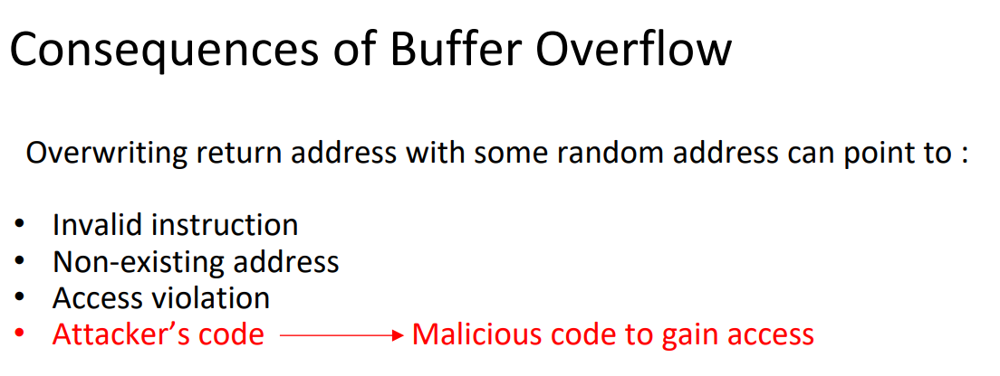 Consequences of Buffer Overflow
Overwriting return address with some random address can point to :
• Invalid instruction
• Non-existing address
• Access violation
• Attacker’s code Malicious code to gain access